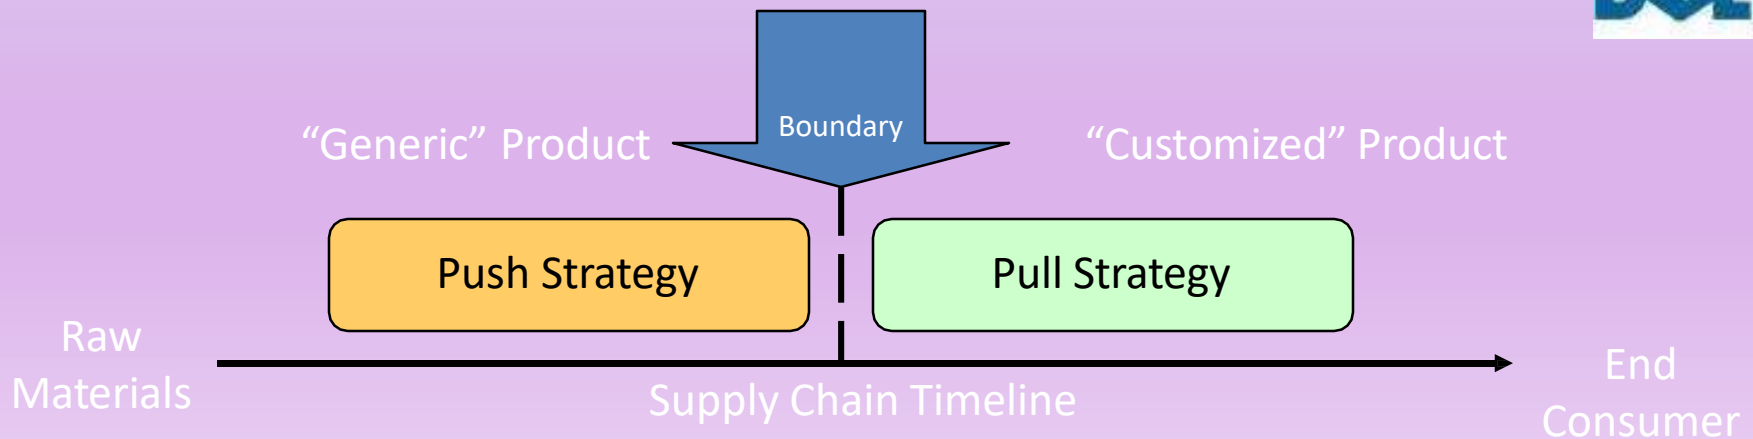 Boundary
“Generic” Product
“Customized” Product
Push Strategy
Pull Strategy
Raw
Materials
Supply Chain Timeline
End
Consumer